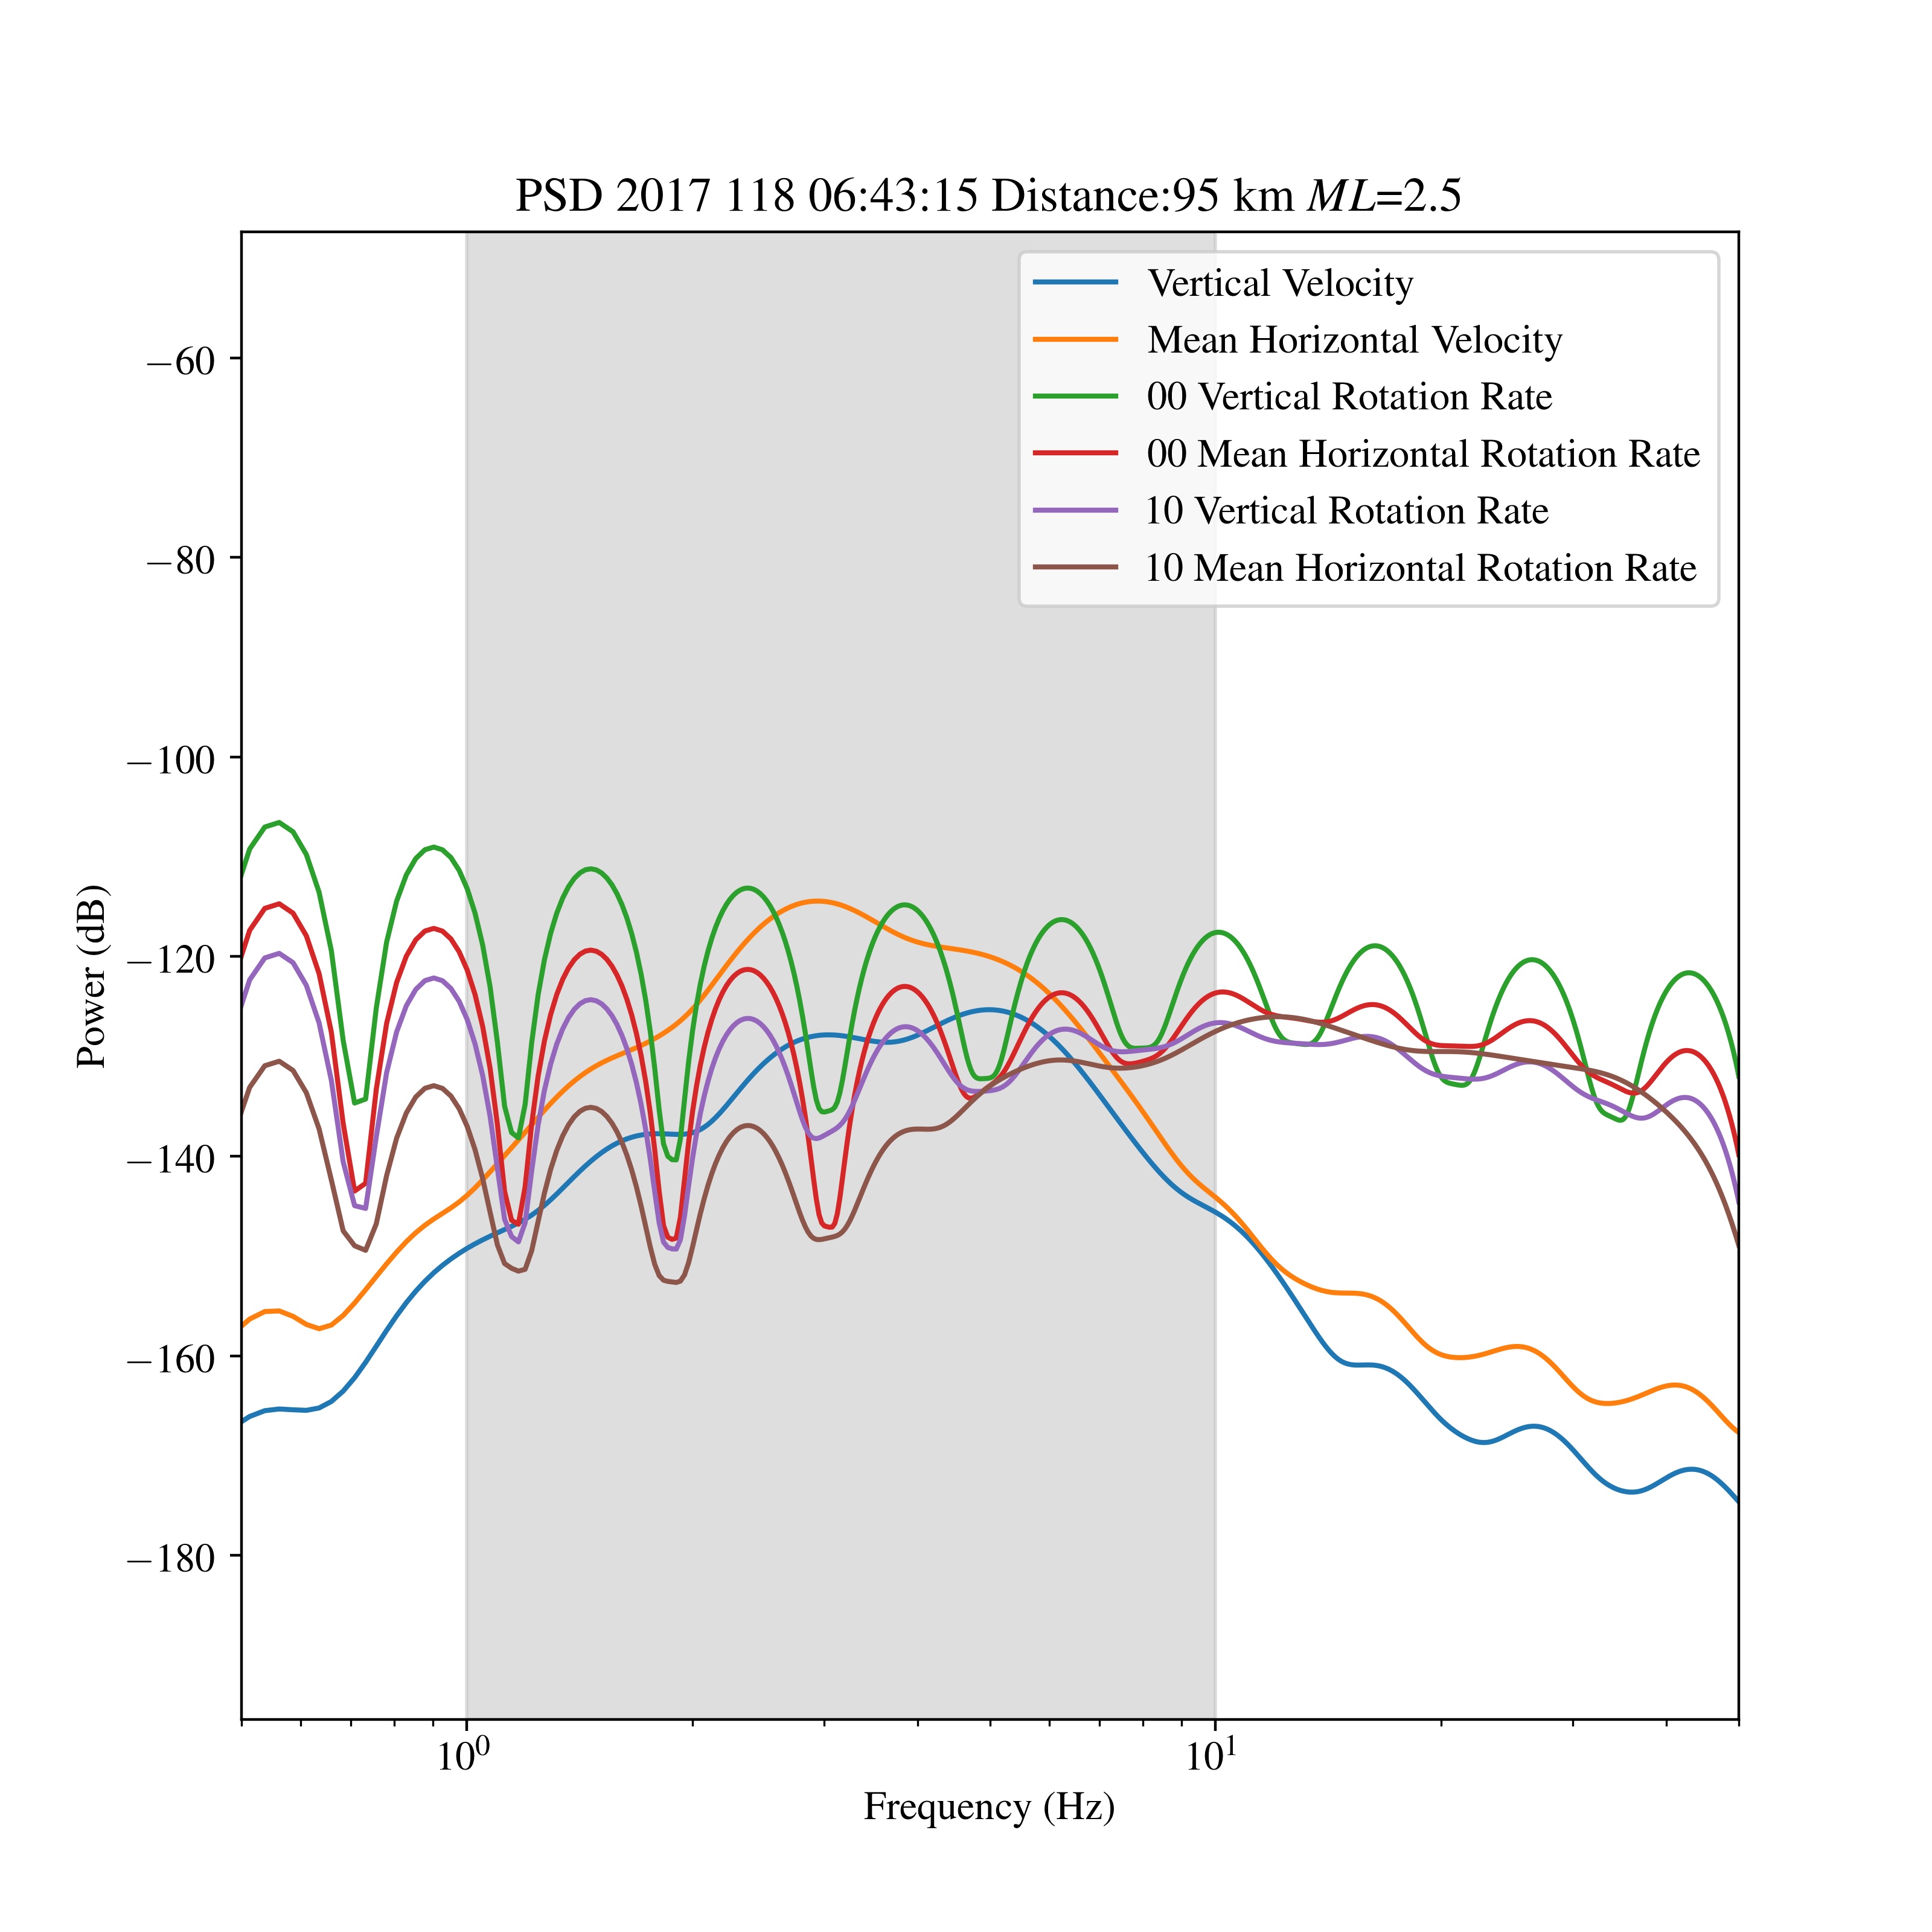 PSD 2017 118 06:43:15 Distance:95 km ML=2.5
Vertical Velocity
Mean Horizontal Velocity
00 Vertical Rotation Rate
00 Mean Horizontal Rotation Rate
10 Vertical Rotation Rate
10 Mean Horizontal Rotation Rate
−60
−80
−100
−120
−140
−160
−180
Power (dB)
10⁰
10¹
Frequency (Hz)